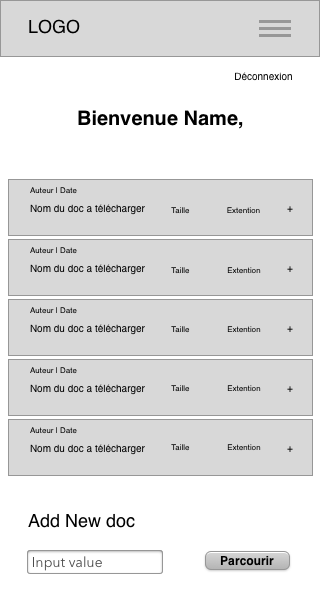 LOGO
Déconnexion
Bienvenue Name,
Auteur I Date
Nom du doc a télécharger Taille Extention +
Auteur I Date
Nom du doc a télécharger Taille Extention +
Auteur I Date
Nom du doc a télécharger Taille Extention +
Auteur I Date
Nom du doc a télécharger Taille Extention +
Auteur I Date
Nom du doc a télécharger Taille Extention +
Add New doc
Input value Parcourir